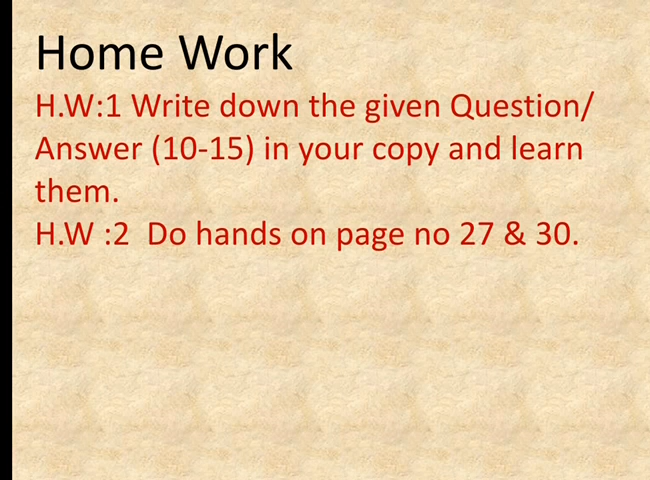 Home Work
H.W:1 Write down the given Question/
Answer (10-15) in your copy and learn
them.
H.W :2  Do hands on page no 27 & 30.